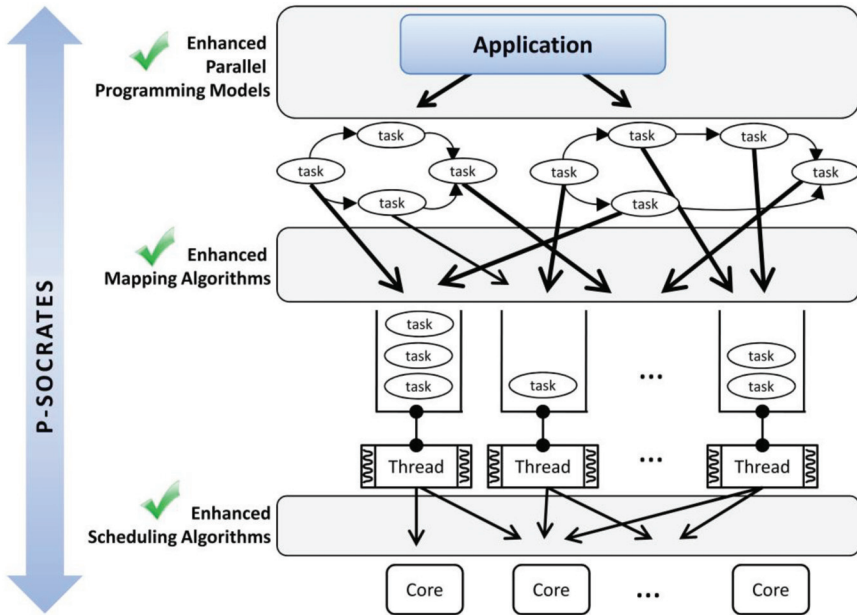 P-SOCRATES
Enhanced
Parallel
Programming Models
Application
task
task
task
task
task
task
task
task
task
Enhanced
Mapping Algorithms
task
task
task
task
task
task
...
Thread
Thread
...
Thread
Enhanced
Scheduling Algorithms
Core
Core
...
Core